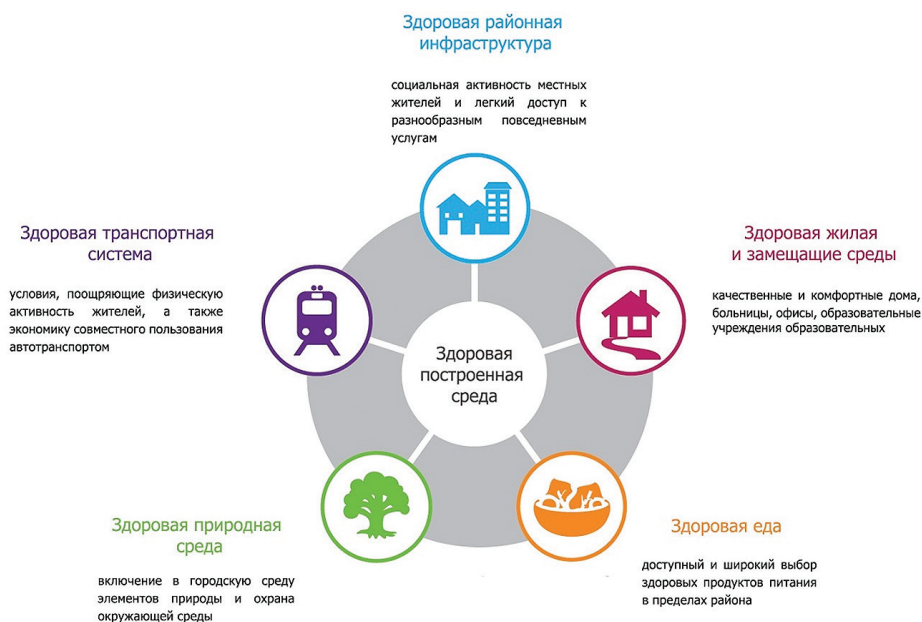 Здоровая районная
инфраструктура
социальная активность местных
жителей и легкий доступ к
разнообразным повседневным
услугам
Здоровая транспортная
система
условия, поощряющие физическую
активность жителей, а также
экономику совместного пользования
автотранспортом
Здоровая жилая
и замещащие среды
качественные и комфортные дома,
больницы, офисы, образовательные
учреждения образовательных
Здоровая
построенная
среда
Здоровая природная
среда
включение в городскую среду
элементов природы и охрана
окружающей среды
Здоровая еда
доступный и широкий выбор
здоровых продуктов питания
в пределах района